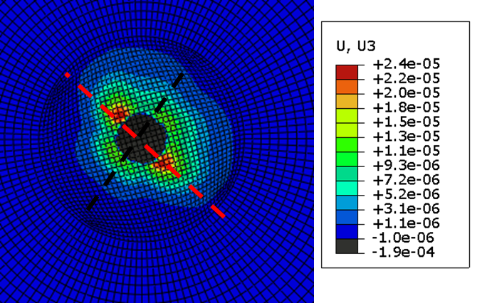 U, U3
+2.4e-05
+2.2e-05
+2.0e-05
+1.8e-05
+1.5e-05
+1.3e-05
+1.1e-05
+9.3e-06
+7.2e-06
+5.2e-06
+3.1e-06
+1.1e-06
-1.0e-06
-1.9e-04